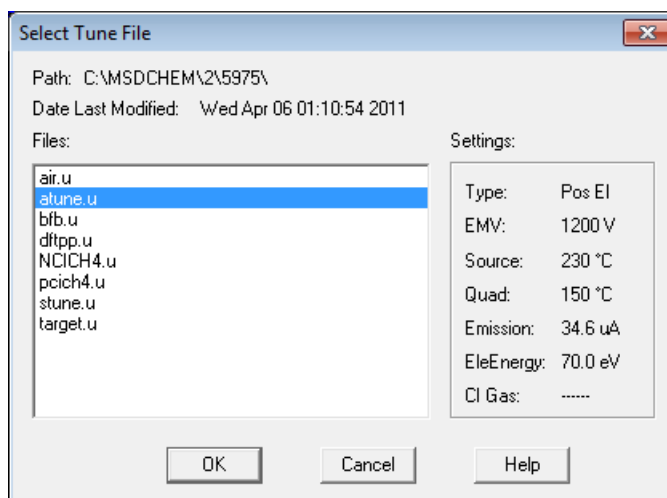 Select Tune File
Path: C:\MSDCHEM\2\5975\
Date Last Modified: Wed Apr 06 01:10:54 2011
Files:
air.u
atune.u
bfb.u
dftpp.u
NCICH4.u
pcich4.u
stune.u
target.u
Settings:
Type: Pos EI
EMV: 1200 V
Source: 230 °C
Quad: 150 °C
Emission: 34.6 uA
EleEnergy: 70.0 eV
CI Gas: ------
OK Cancel Help